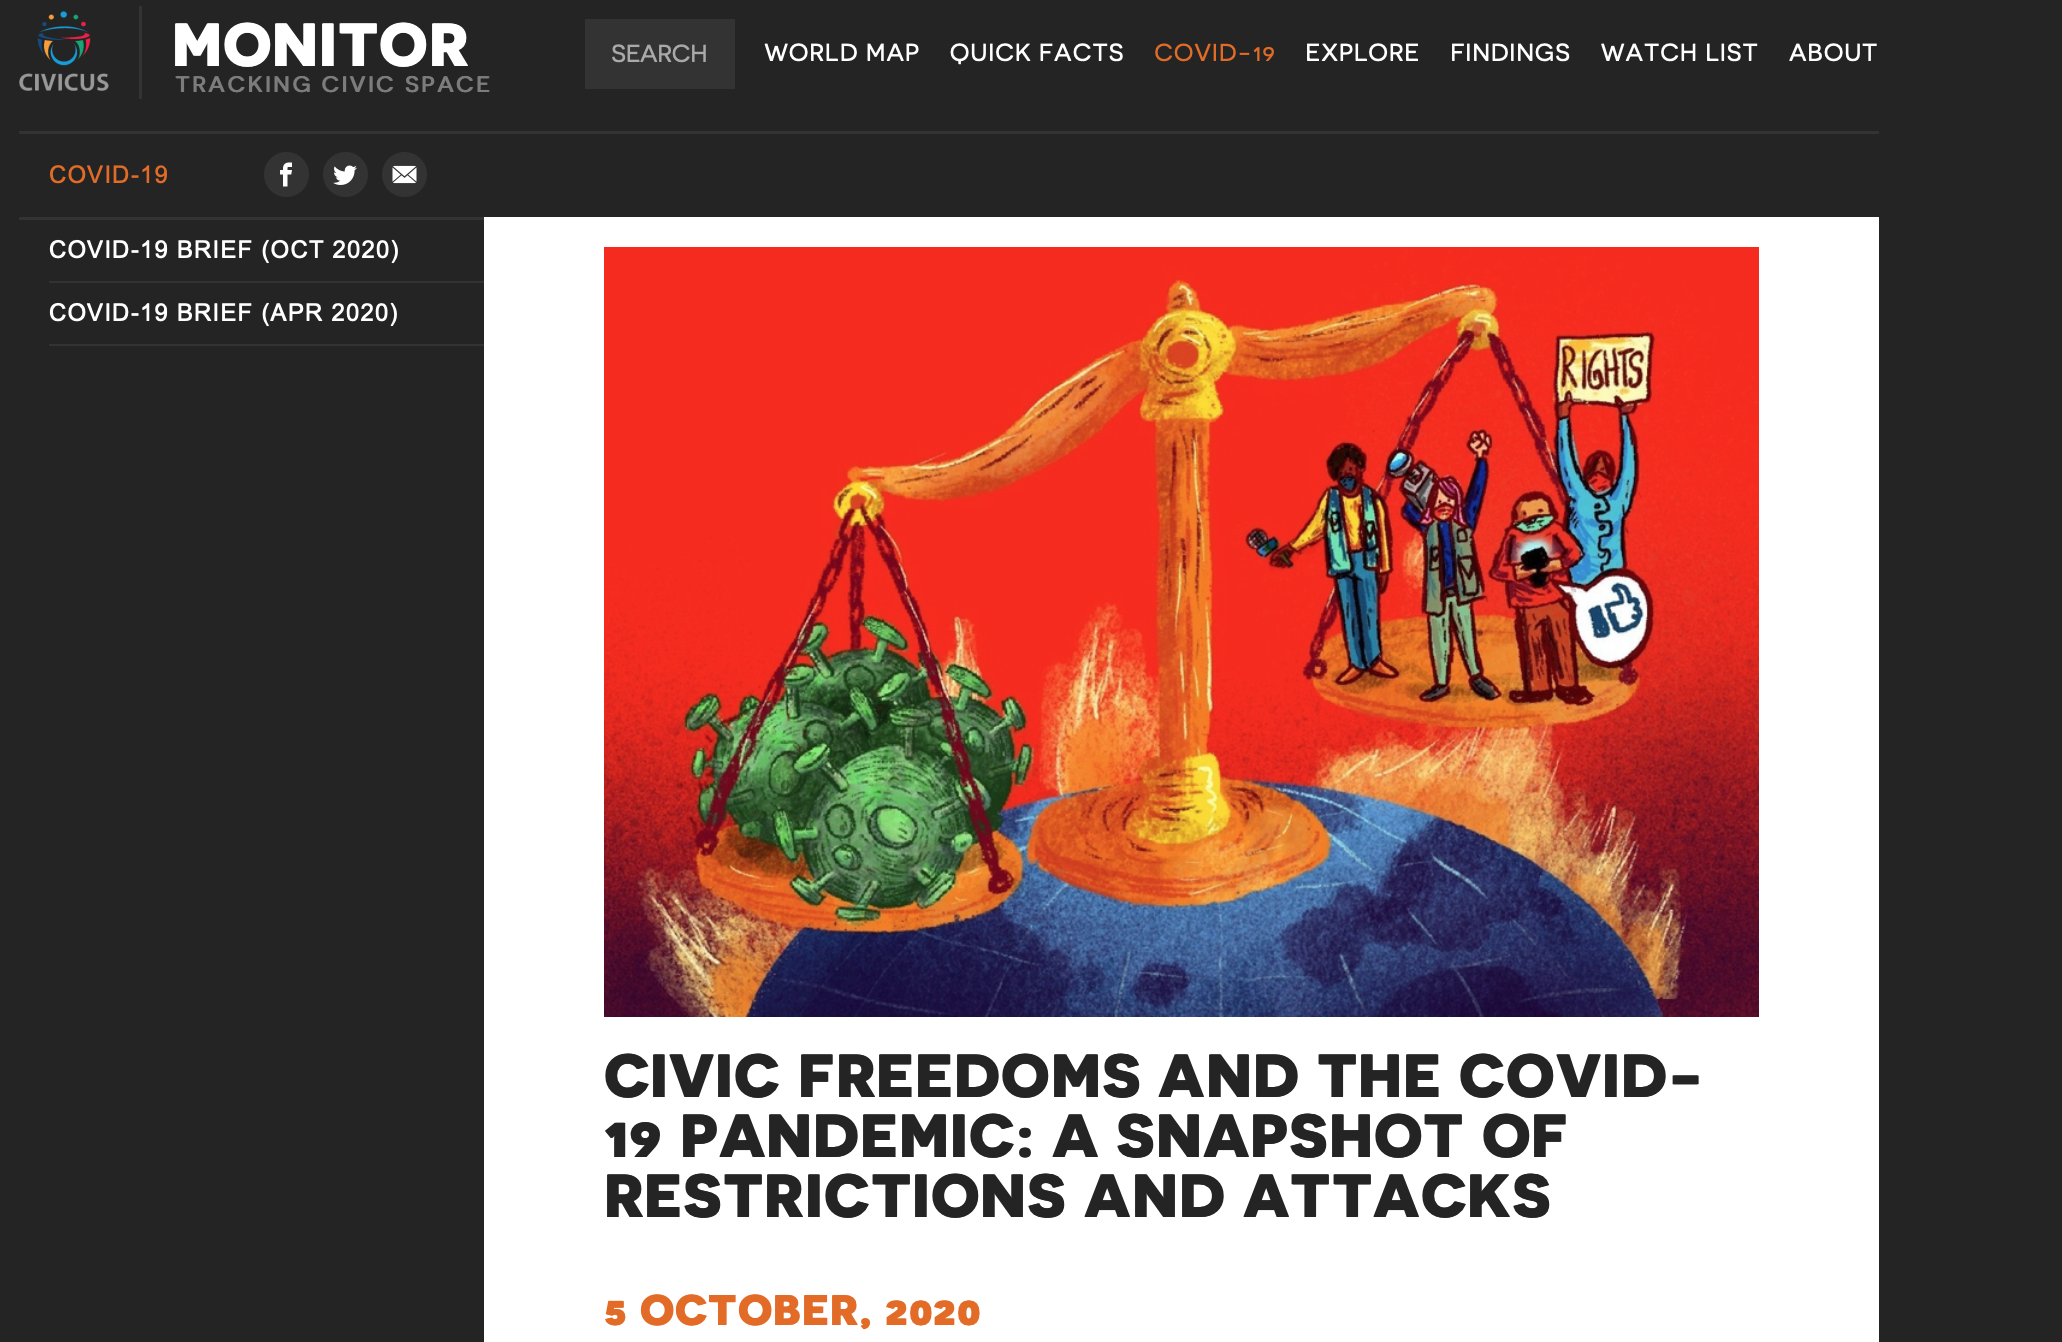 CIVICUS
MONITOR
TRACKING CIVIC SPACE
SEARCH
WORLD MAP
QUICK FACTS
COVID-19
EXPLORE
FINDINGS
WATCH LIST
ABOUT
COVID-19
COVID-19 BRIEF (OCT 2020)
COVID-19 BRIEF (APR 2020)
RIGHTS
CIVIC FREEDOMS AND THE COVID-
19 PANDEMIC: A SNAPSHOT OF
RESTRICTIONS AND ATTACKS
5 OCTOBER, 2020